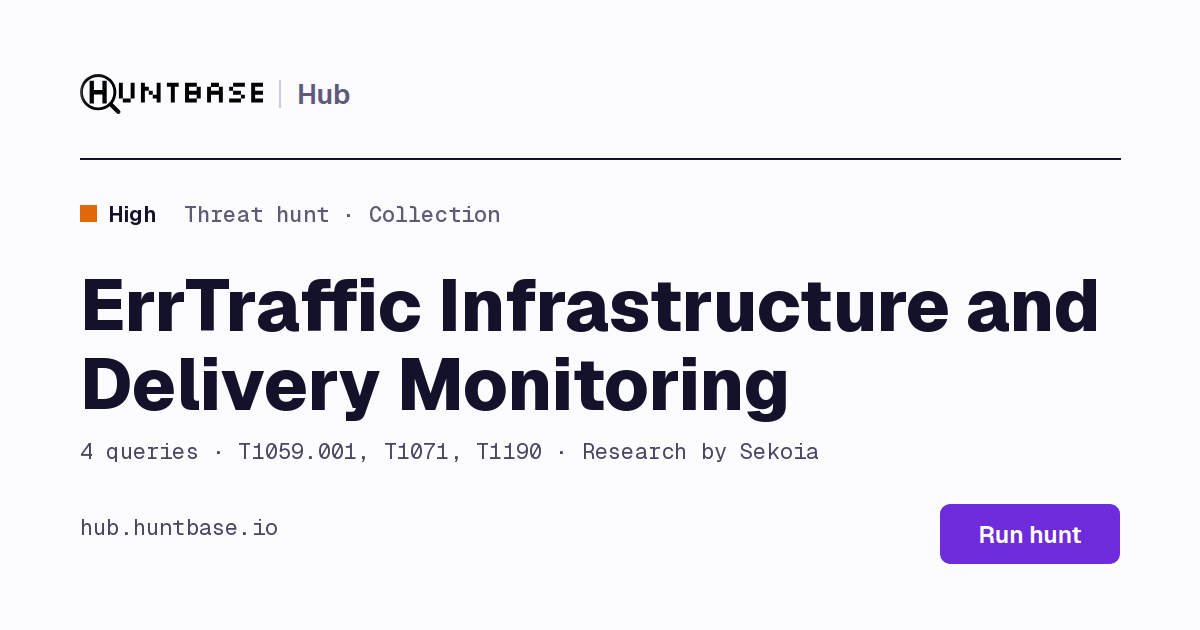 HUNTBASE | Hub
High Threat hunt · Collection
ErrTraffic Infrastructure and
Delivery Monitoring
4 queries · T1059.001, T1071, T1190 · Research by Sekoia
hub.huntbase.io
Run hunt